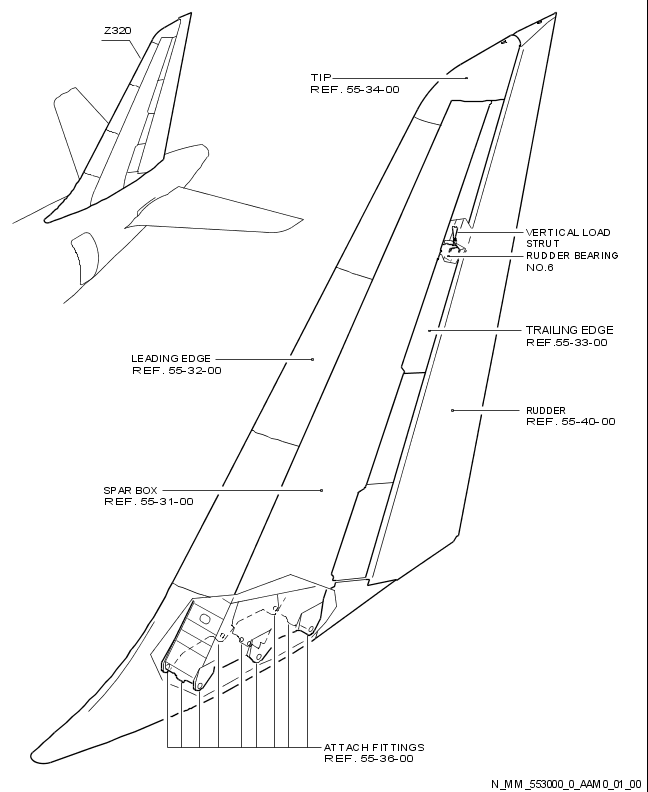 Z320
TIP
REF. 55-34-00
VERTICAL LOAD
STRUT
RUDDER BEARING
NO.6
TRAILING EDGE
REF.55-33-00
LEADING EDGE
REF. 55-32-00
RUDDER
REF. 55-40-00
SPAR BOX
REF. 55-31-00
ATTACH FITTINGS
REF. 55-36-00
N_MM_553000_0_AAM0_01_00